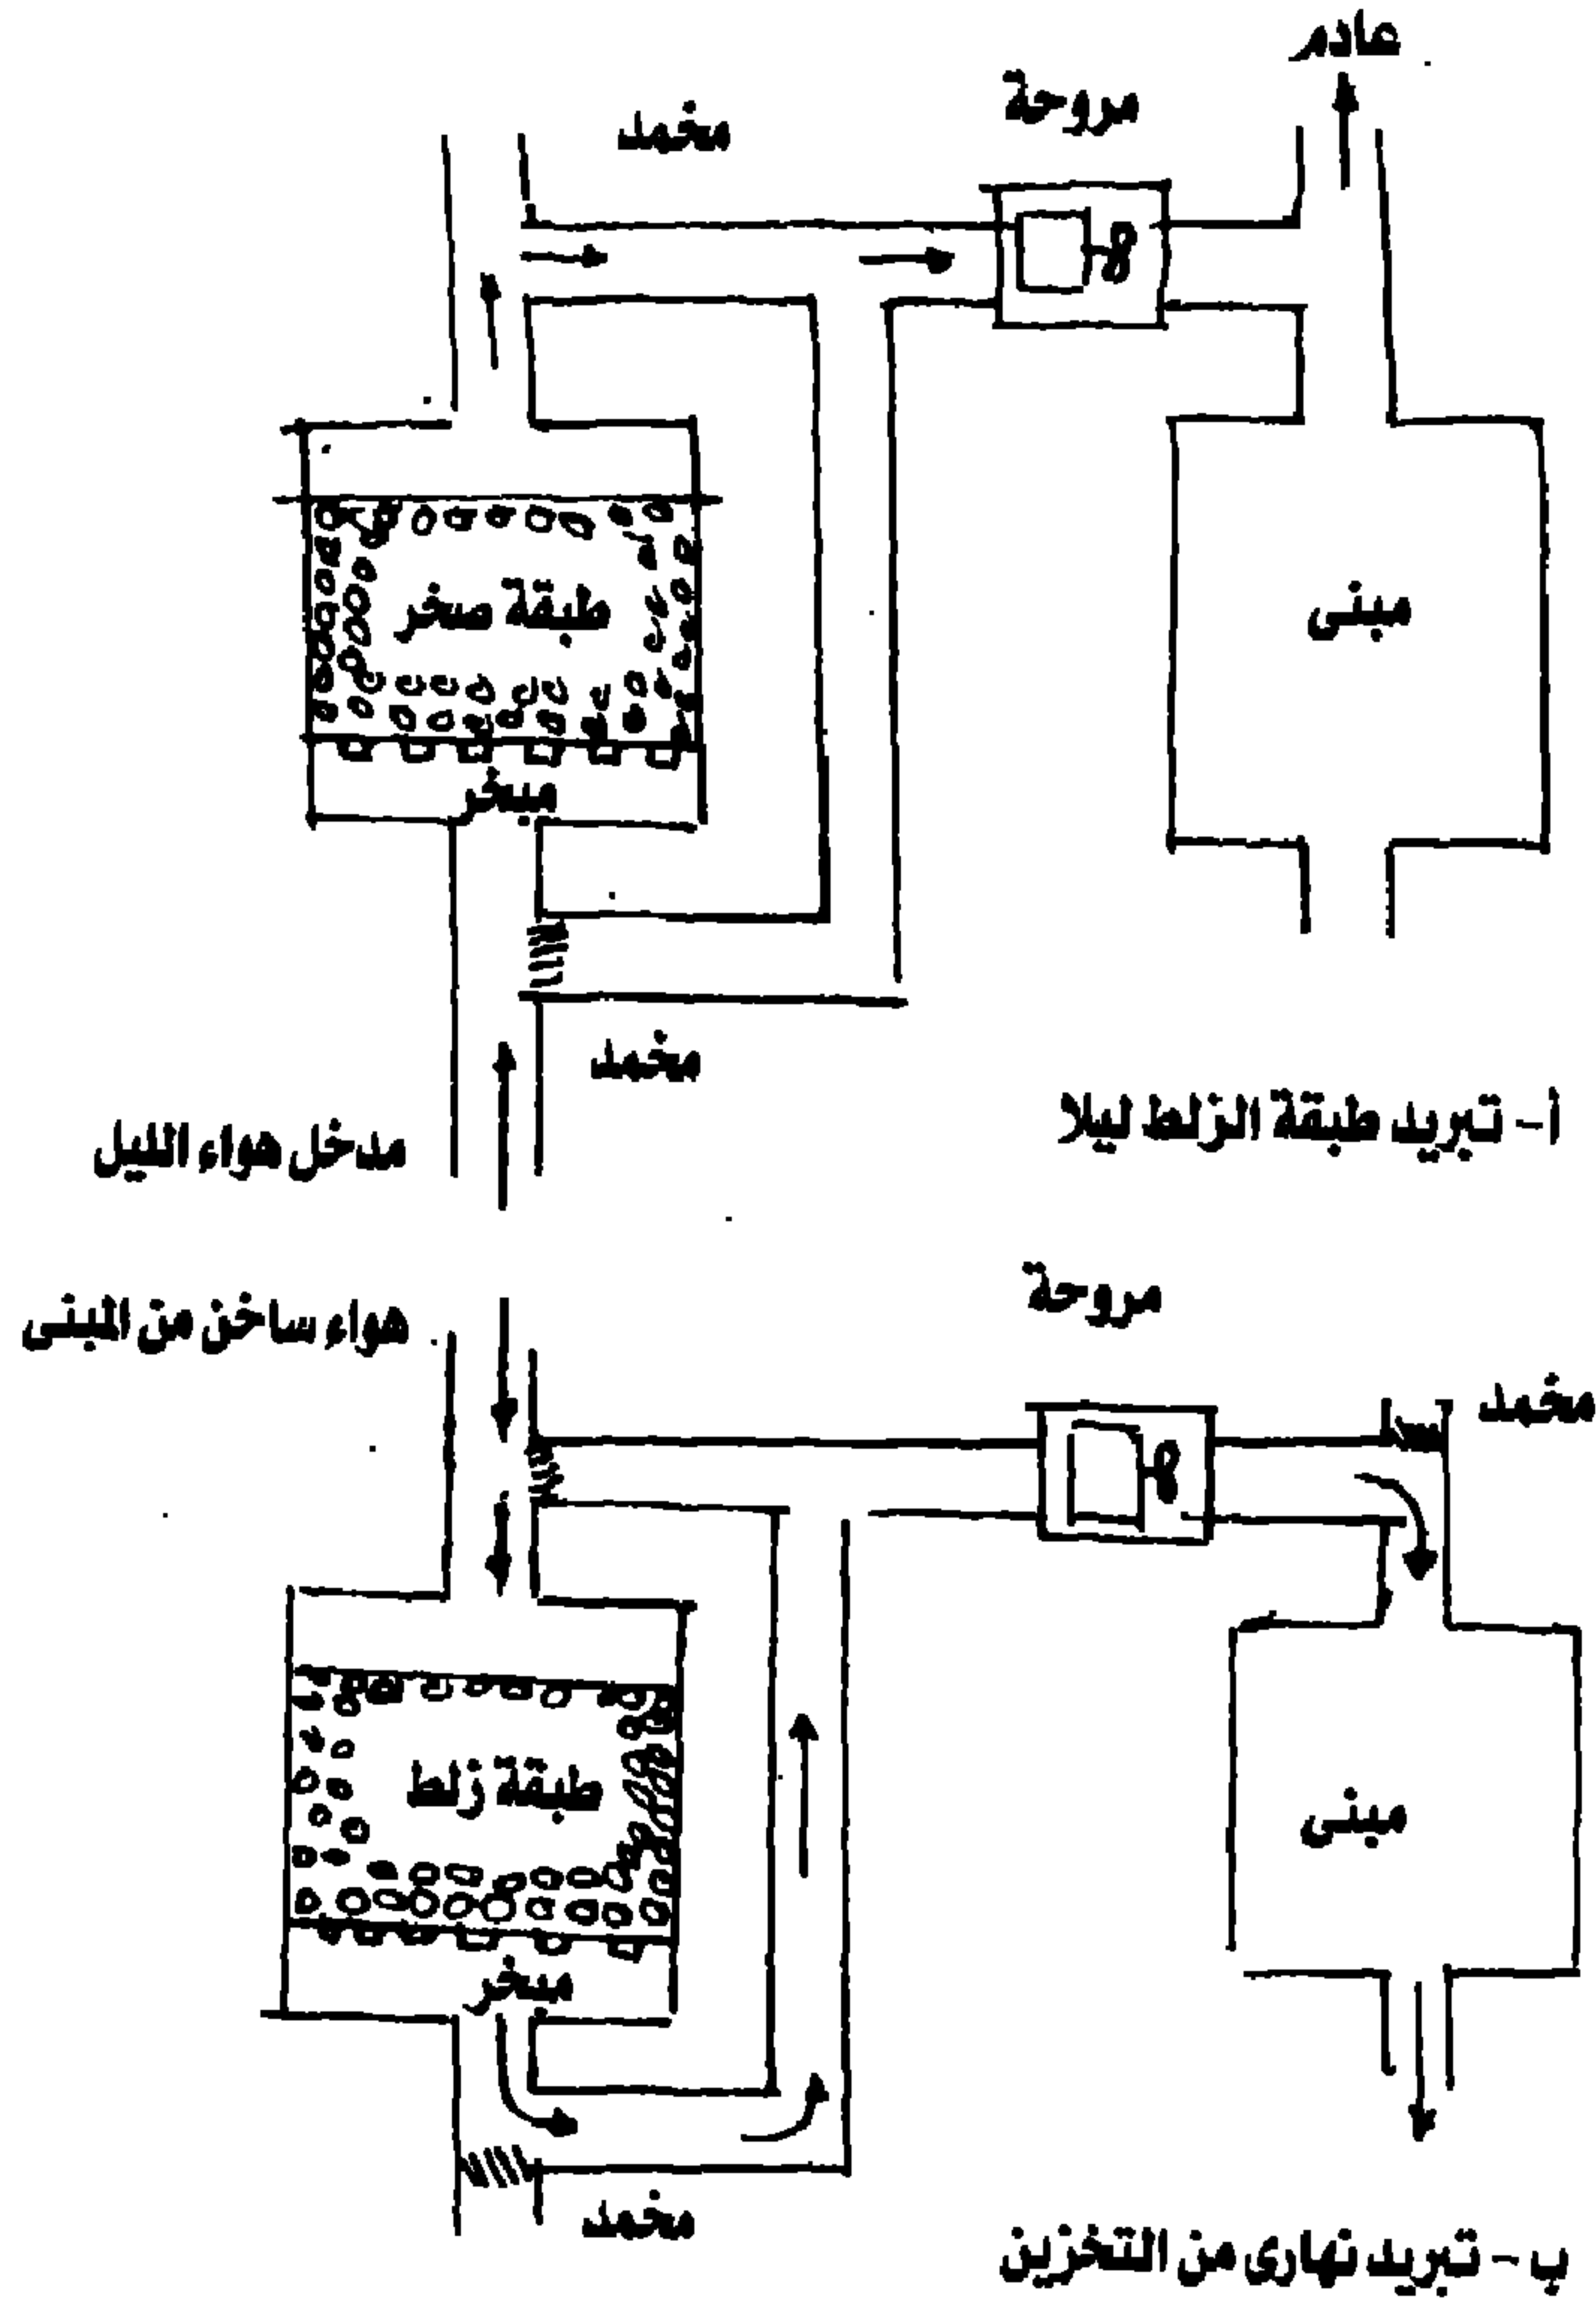 عادم
مروحة
مخمد
طبقة صخر
مبنى
مبخر
مخمد
أ - تبريد طبقة الزلط ليلا
مدخل هواء الليل
مروحة
هواء ساخن من المبنى
مخمد
طبقة زلط
مبنى
مبخر
مخمد
ب - تبريد نهارى من التخزين